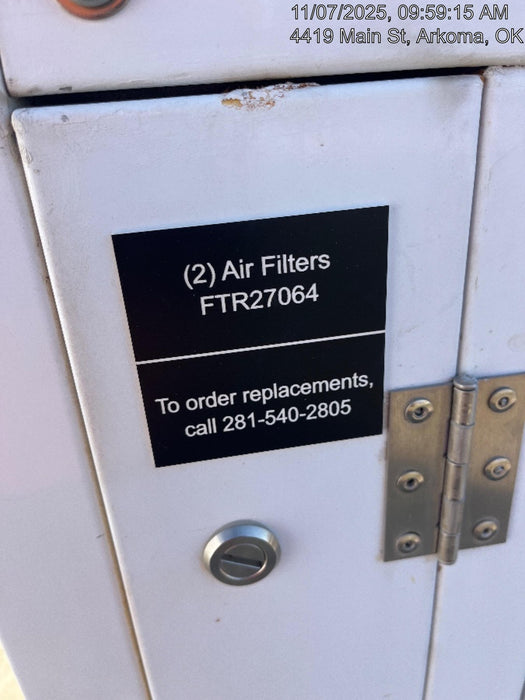 11/07/2025, 09:59:15 AM
4419 Main St, Arkoma, OK
(2) Air Filters
FTR27064
To order replacements,
call 281-540-2805